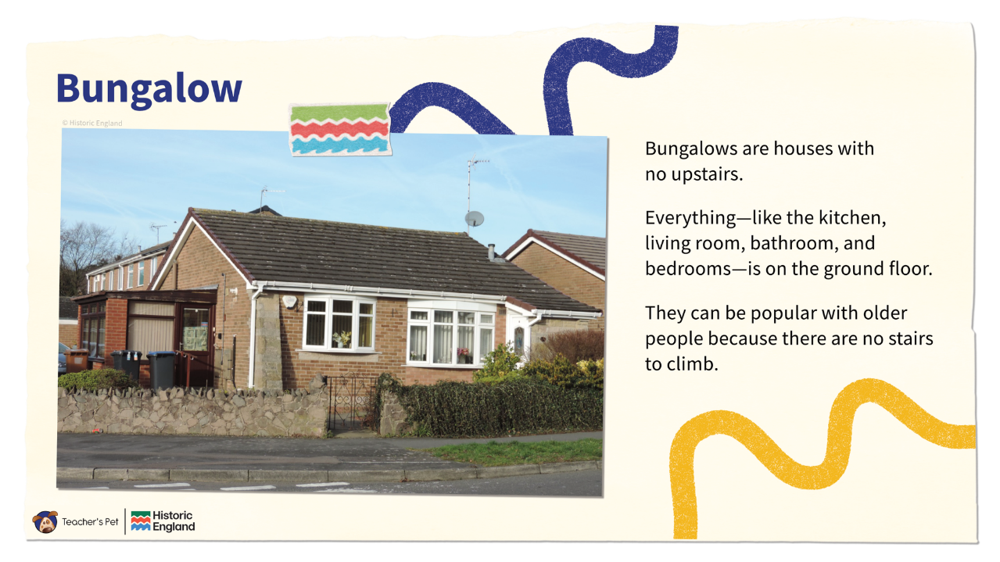 Bungalow
© Historic England
Bungalows are houses with
no upstairs.
Everything—like the kitchen,
living room, bathroom, and
bedrooms—is on the ground floor.
They can be popular with older
people because there are no stairs
to climb.
Teacher's Pet
Historic
England